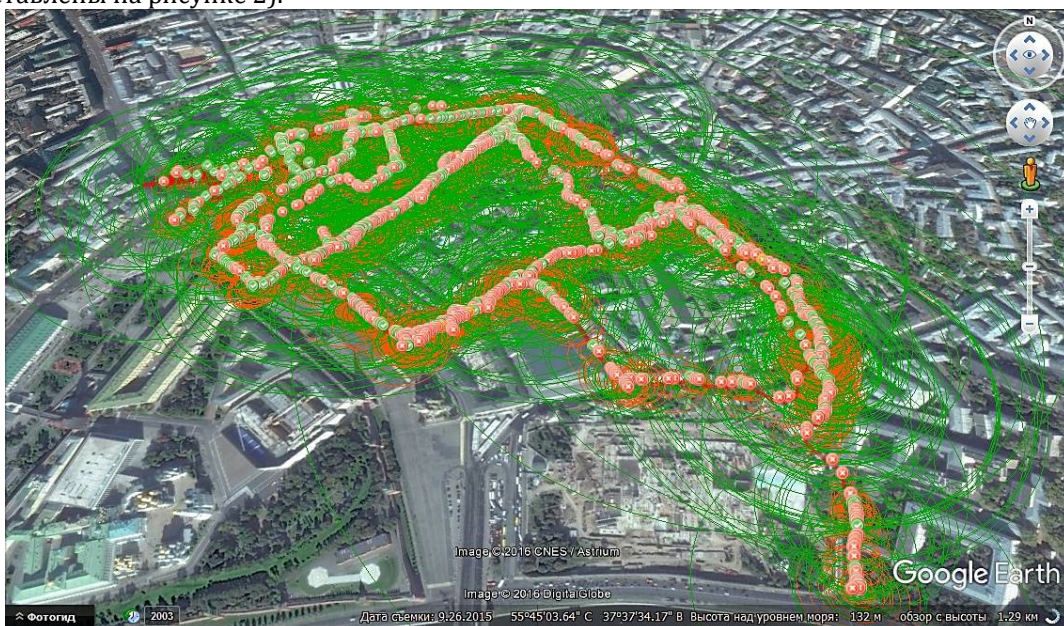 ставлены на рисунке 2).
N
Image © 2016 CNES / Astrium
Image © 2016 DigitalGlobe
Google Earth
Фотогид
2003
Дата съемки: 9.26.2015 55°45'03.64" С 37°37'34.17" В Высота над уровнем моря: 132 м обзор с высоты 1.29 км